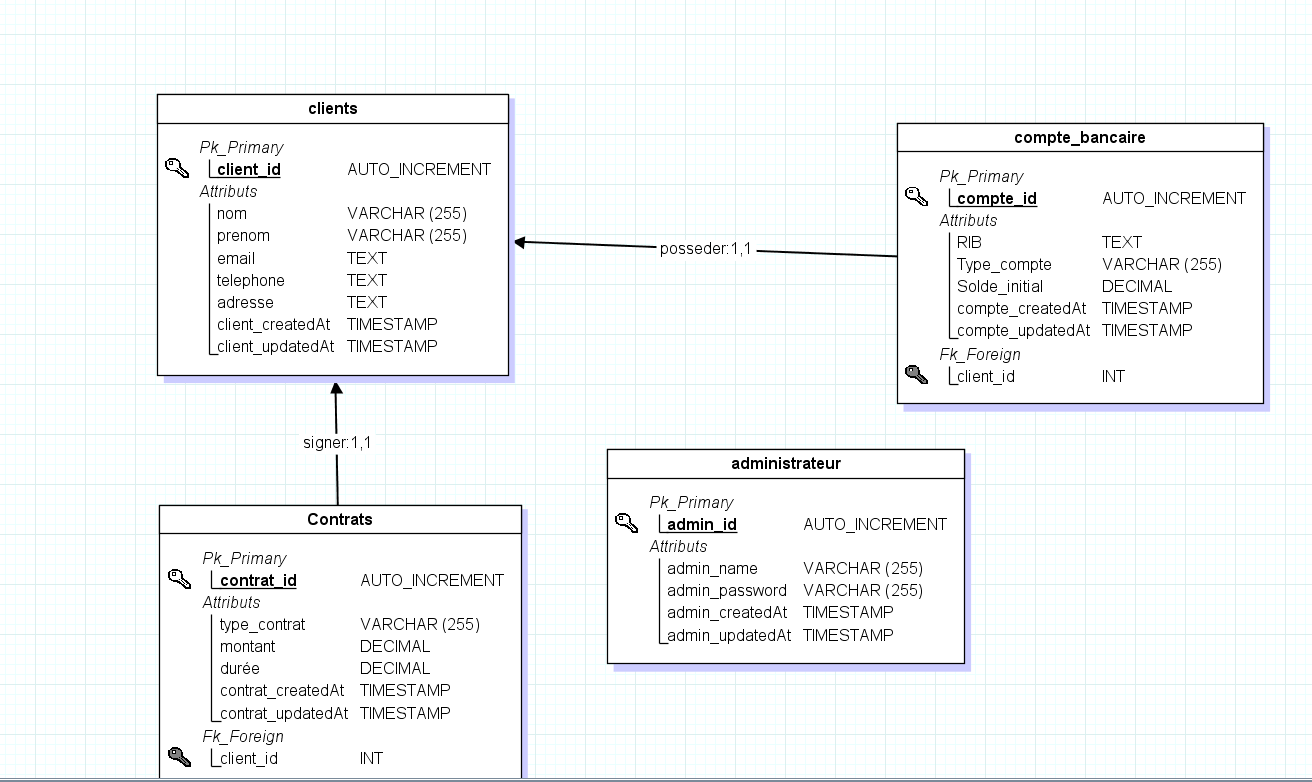 clients
Pk_Primary
client_id AUTO_INCREMENT
Attributs
nom VARCHAR (255)
prenom VARCHAR (255)
email TEXT
telephone TEXT
adresse TEXT
client_createdAt TIMESTAMP
client_updatedAt TIMESTAMP
posseder:1,1
compte_bancaire
Pk_Primary
compte_id AUTO_INCREMENT
Attributs
RIB TEXT
Type_compte VARCHAR (255)
Solde_initial DECIMAL
compte_createdAt TIMESTAMP
compte_updatedAt TIMESTAMP
Fk_Foreign
client_id INT
signer:1,1
Contrats
Pk_Primary
contrat_id AUTO_INCREMENT
Attributs
type_contrat VARCHAR (255)
montant DECIMAL
durée DECIMAL
contrat_createdAt TIMESTAMP
contrat_updatedAt TIMESTAMP
Fk_Foreign
client_id INT
administrateur
Pk_Primary
admin_id AUTO_INCREMENT
Attributs
admin_name VARCHAR (255)
admin_password VARCHAR (255)
admin_createdAt TIMESTAMP
admin_updatedAt TIMESTAMP